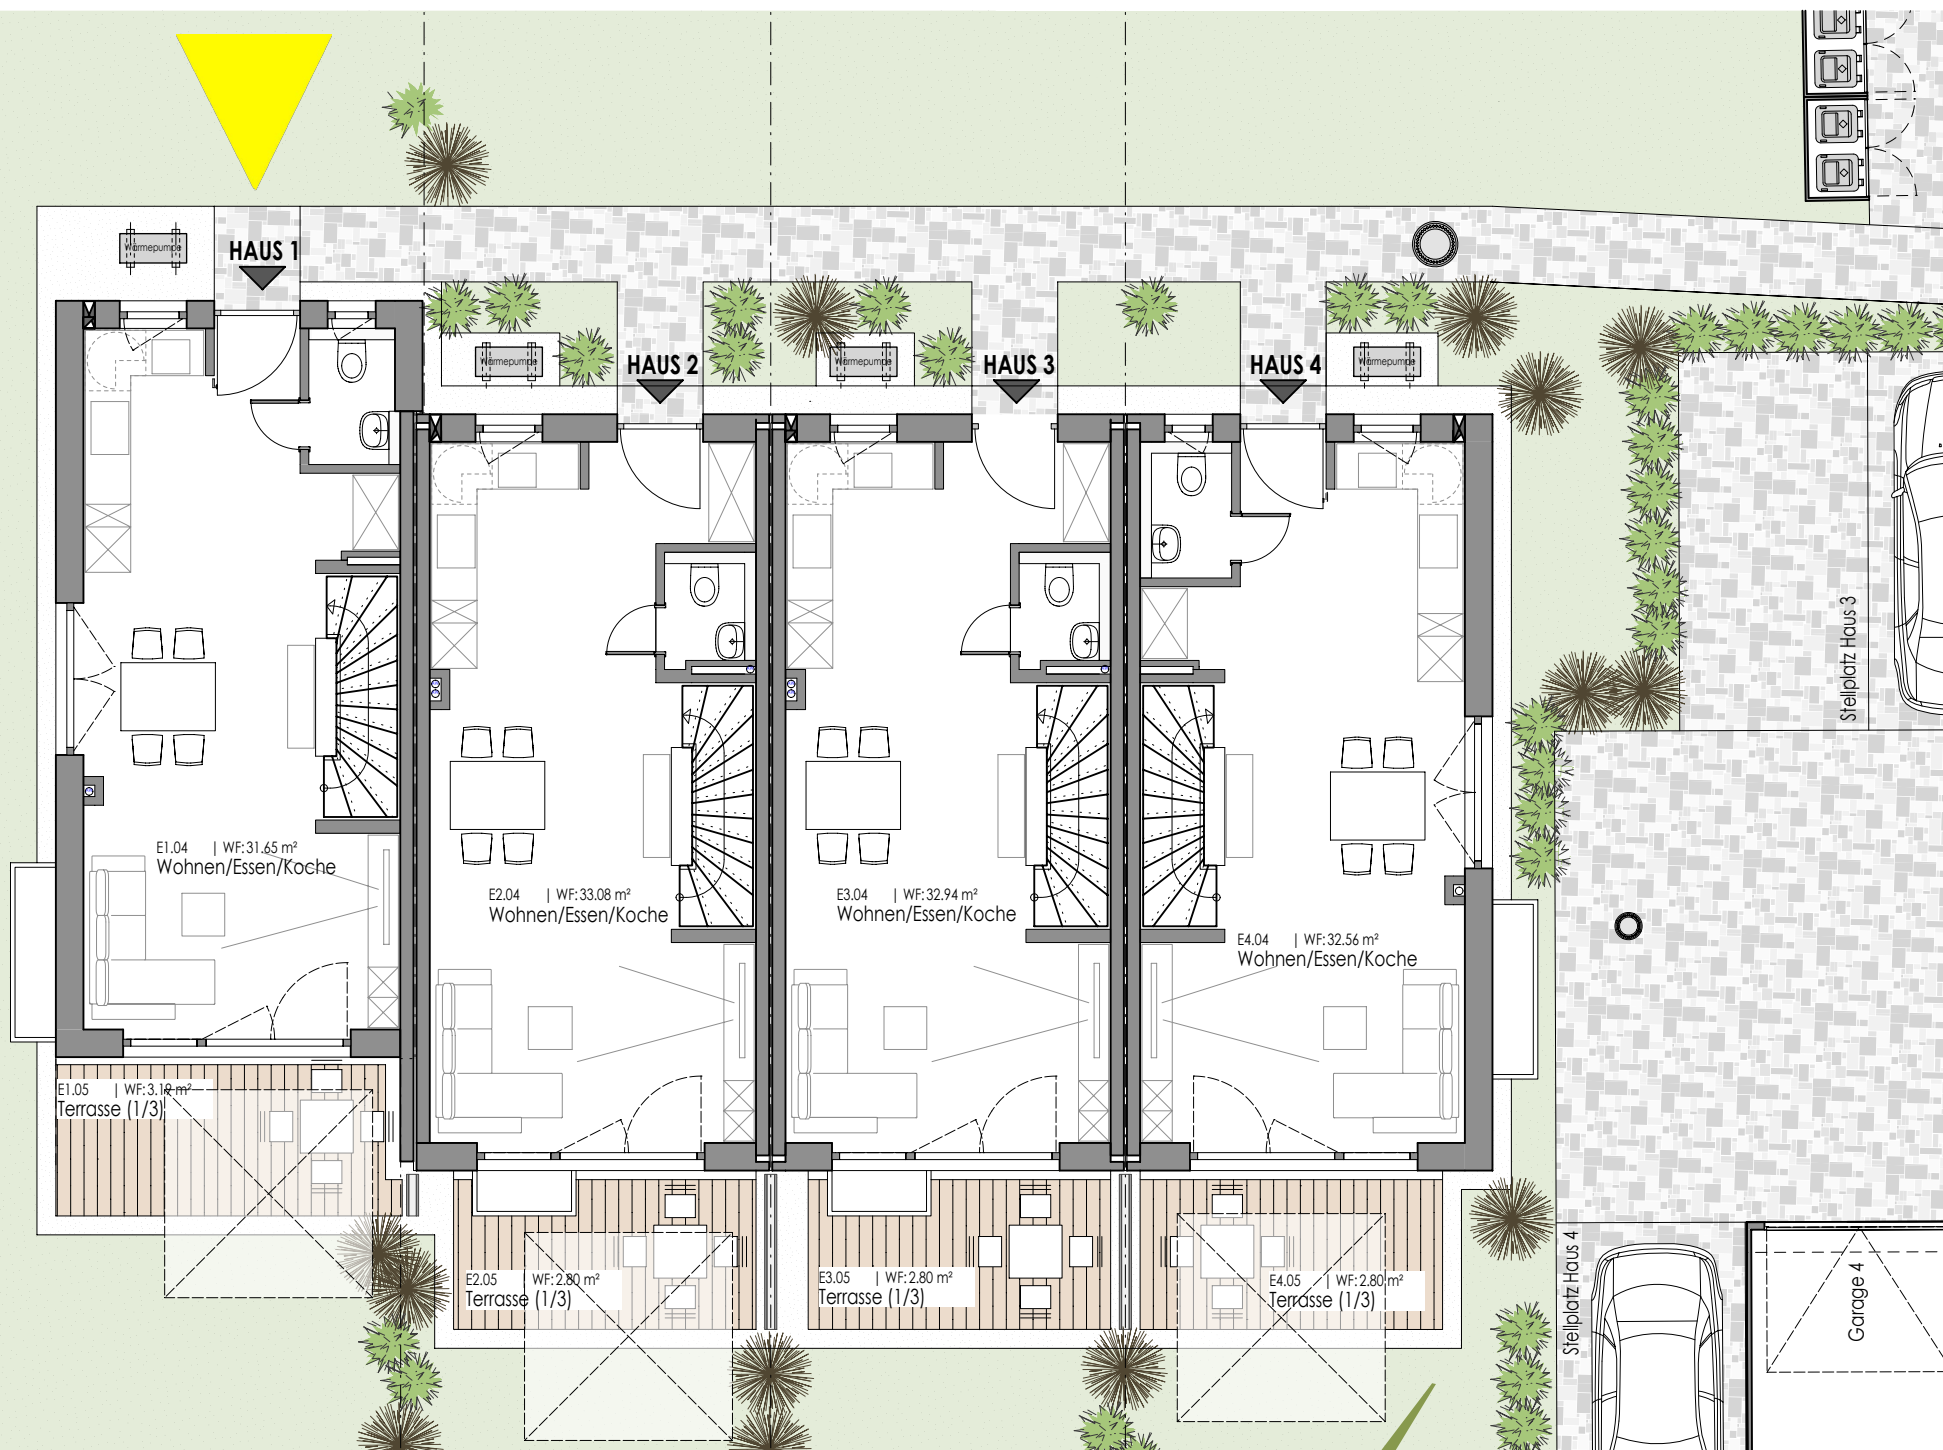 HAUS 1
Wärmepumpe
HAUS 2
Wärmepumpe
HAUS 3
Wärmepumpe
HAUS 4
Wärmepumpe
Stellplatz Haus 3
E1.04 | WF:31.65 m²
Wohnen/Essen/Koche
E2.04 | WF:33.08 m²
Wohnen/Essen/Koche
E3.04 | WF:32.94 m²
Wohnen/Essen/Koche
E4.04 | WF:32.56 m²
Wohnen/Essen/Koche
E1.05 | WF:3.19 m²
Terrasse (1/3)
E2.05 WF:2.80 m²
Terrasse (1/3)
E3.05 | WF:2.80 m²
Terrasse (1/3)
E4.05 | WF:2.80 m²
Terrasse (1/3)
Stellplatz Haus 4
Garage 4